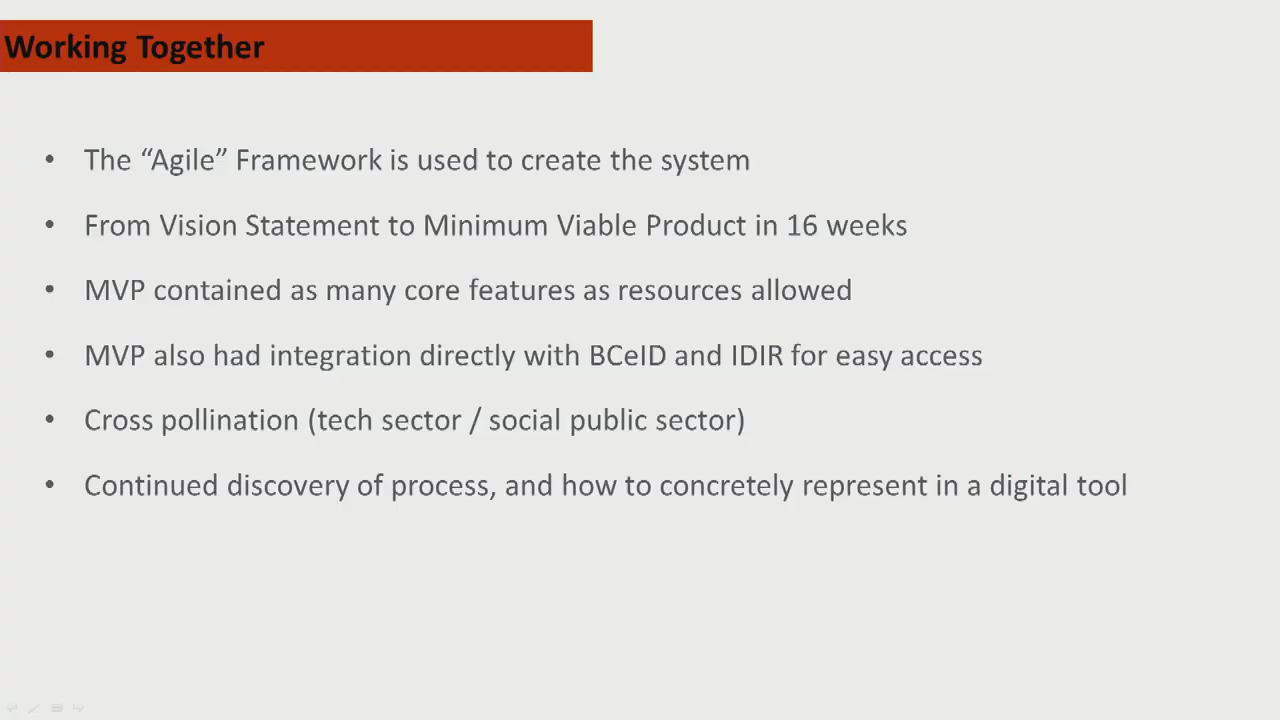 Working Together
• The “Agile” Framework is used to create the system
• From Vision Statement to Minimum Viable Product in 16 weeks
• MVP contained as many core features as resources allowed
• MVP also had integration directly with BCeID and IDIR for easy access
• Cross pollination (tech sector / social public sector)
• Continued discovery of process, and how to concretely represent in a digital tool